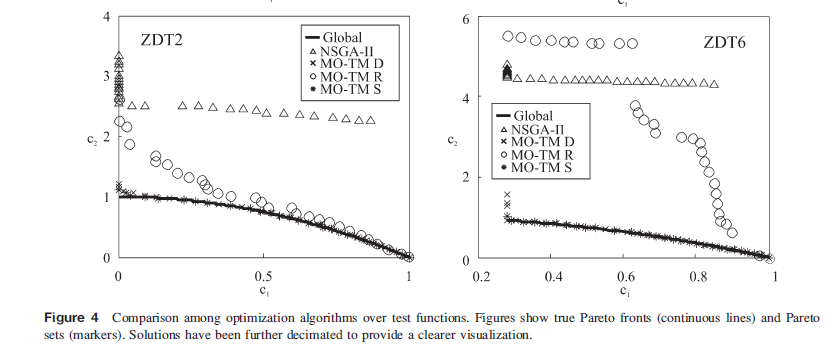 c1
c1
4
ZDT2
Global
NSGA-II
MO-TM D
MO-TM R
MO-TM S
3
c2
2
1
0
0
0.5
1
c1
6
ZDT6
4
Global
NSGA-II
MO-TM D
MO-TM R
MO-TM S
c2
2
0
0.2
0.4
0.6
0.8
1
c1
Figure 4 Comparison among optimization algorithms over test functions. Figures show true Pareto fronts (continuous lines) and Pareto
sets (markers). Solutions have been further decimated to provide a clearer visualization.